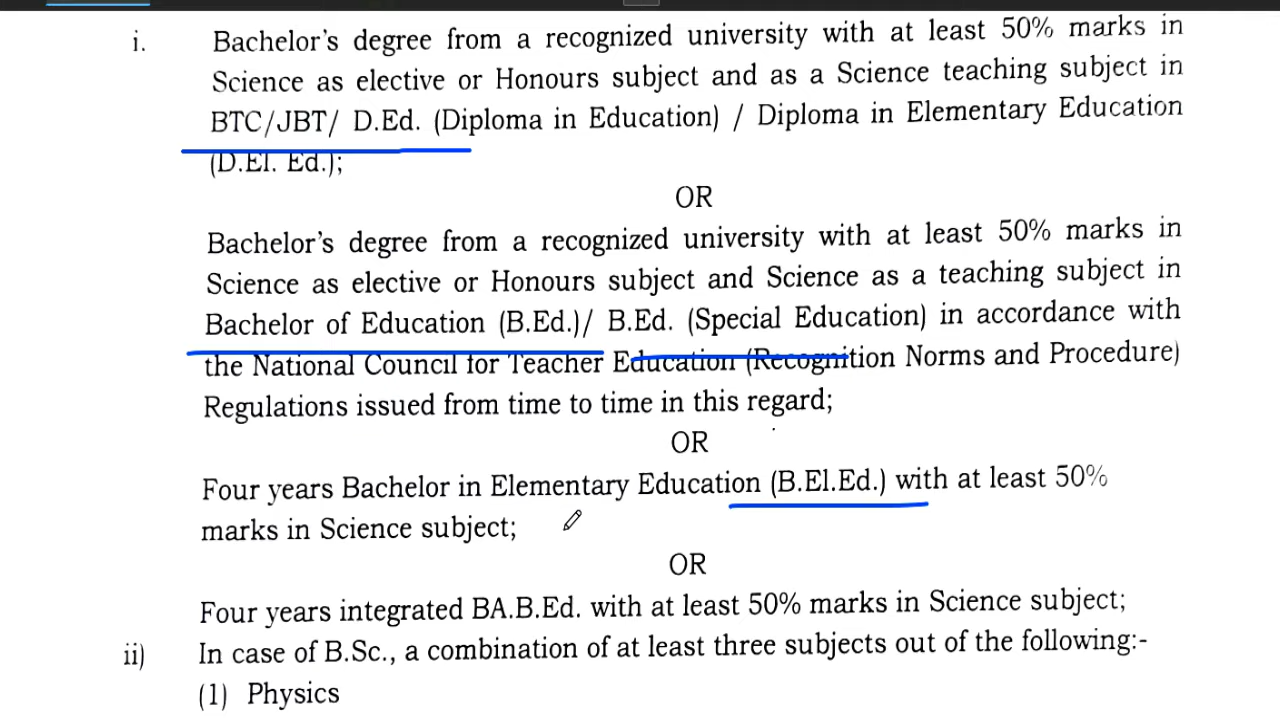 i. Bachelor's degree from a recognized university with at least 50% marks in
Science as elective or Honours subject and as a Science teaching subject in
BTC/JBT/ D.Ed. (Diploma in Education) / Diploma in Elementary Education
(D.El. Ed.);
OR
Bachelor's degree from a recognized university with at least 50% marks in
Science as elective or Honours subject and Science as a teaching subject in
Bachelor of Education (B.Ed.)/ B.Ed. (Special Education) in accordance with
the National Council for Teacher Education (Recognition Norms and Procedure)
Regulations issued from time to time in this regard;
OR
Four years Bachelor in Elementary Education (B.El.Ed.) with at least 50%
marks in Science subject;
OR
Four years integrated BA.B.Ed. with at least 50% marks in Science subject;
ii) In case of B.Sc., a combination of at least three subjects out of the following:-
(1) Physics